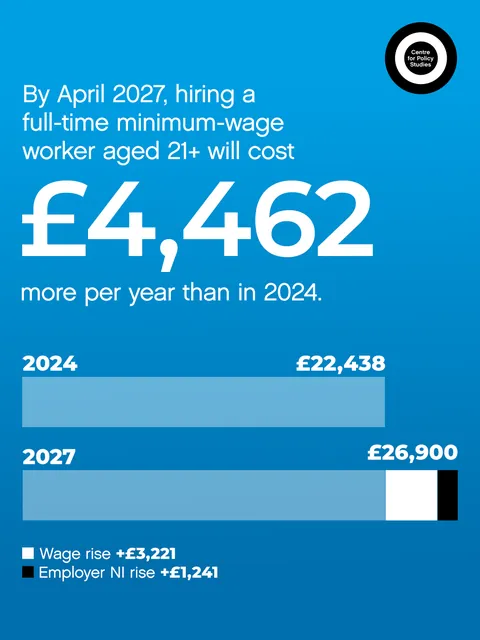 Centre
for Policy
Studies
By April 2027, hiring a
full-time minimum-wage
worker aged 21+ will cost
£4,462
more per year than in 2024.
2024 £22,438
2027 £26,900
Wage rise +£3,221
Employer NI rise +£1,241